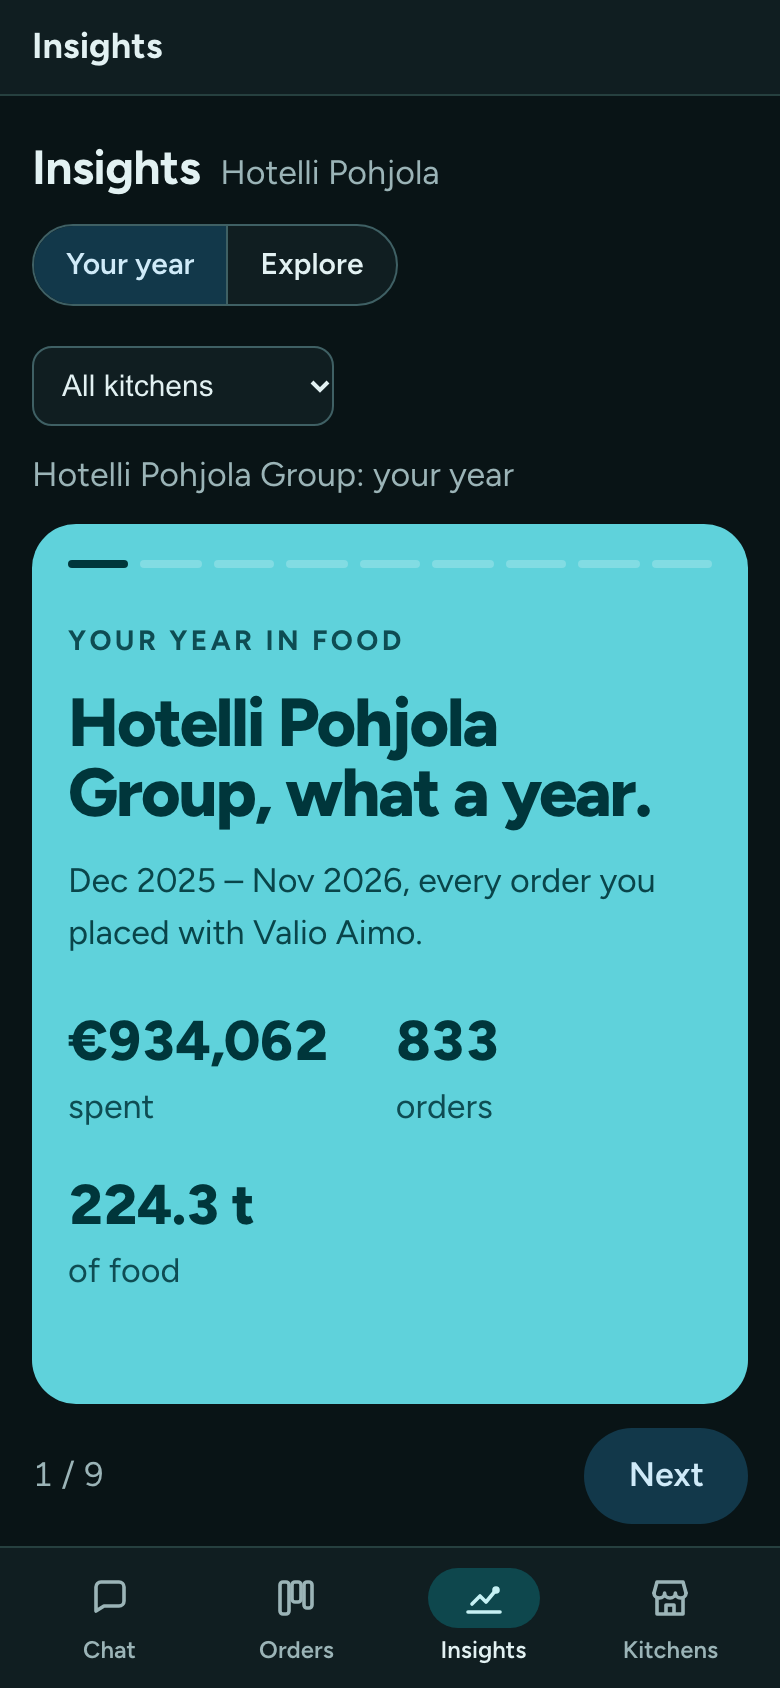 Insights
Insights Hotelli Pohjola
Your year Explore
All kitchens
Hotelli Pohjola Group: your year
YOUR YEAR IN FOOD
Hotelli Pohjola
Group, what a year.
Dec 2025 – Nov 2026, every order you
placed with Valio Aimo.
€934,062 833
spent orders
224.3 t
of food
1 / 9 Next
Chat Orders Insights Kitchens